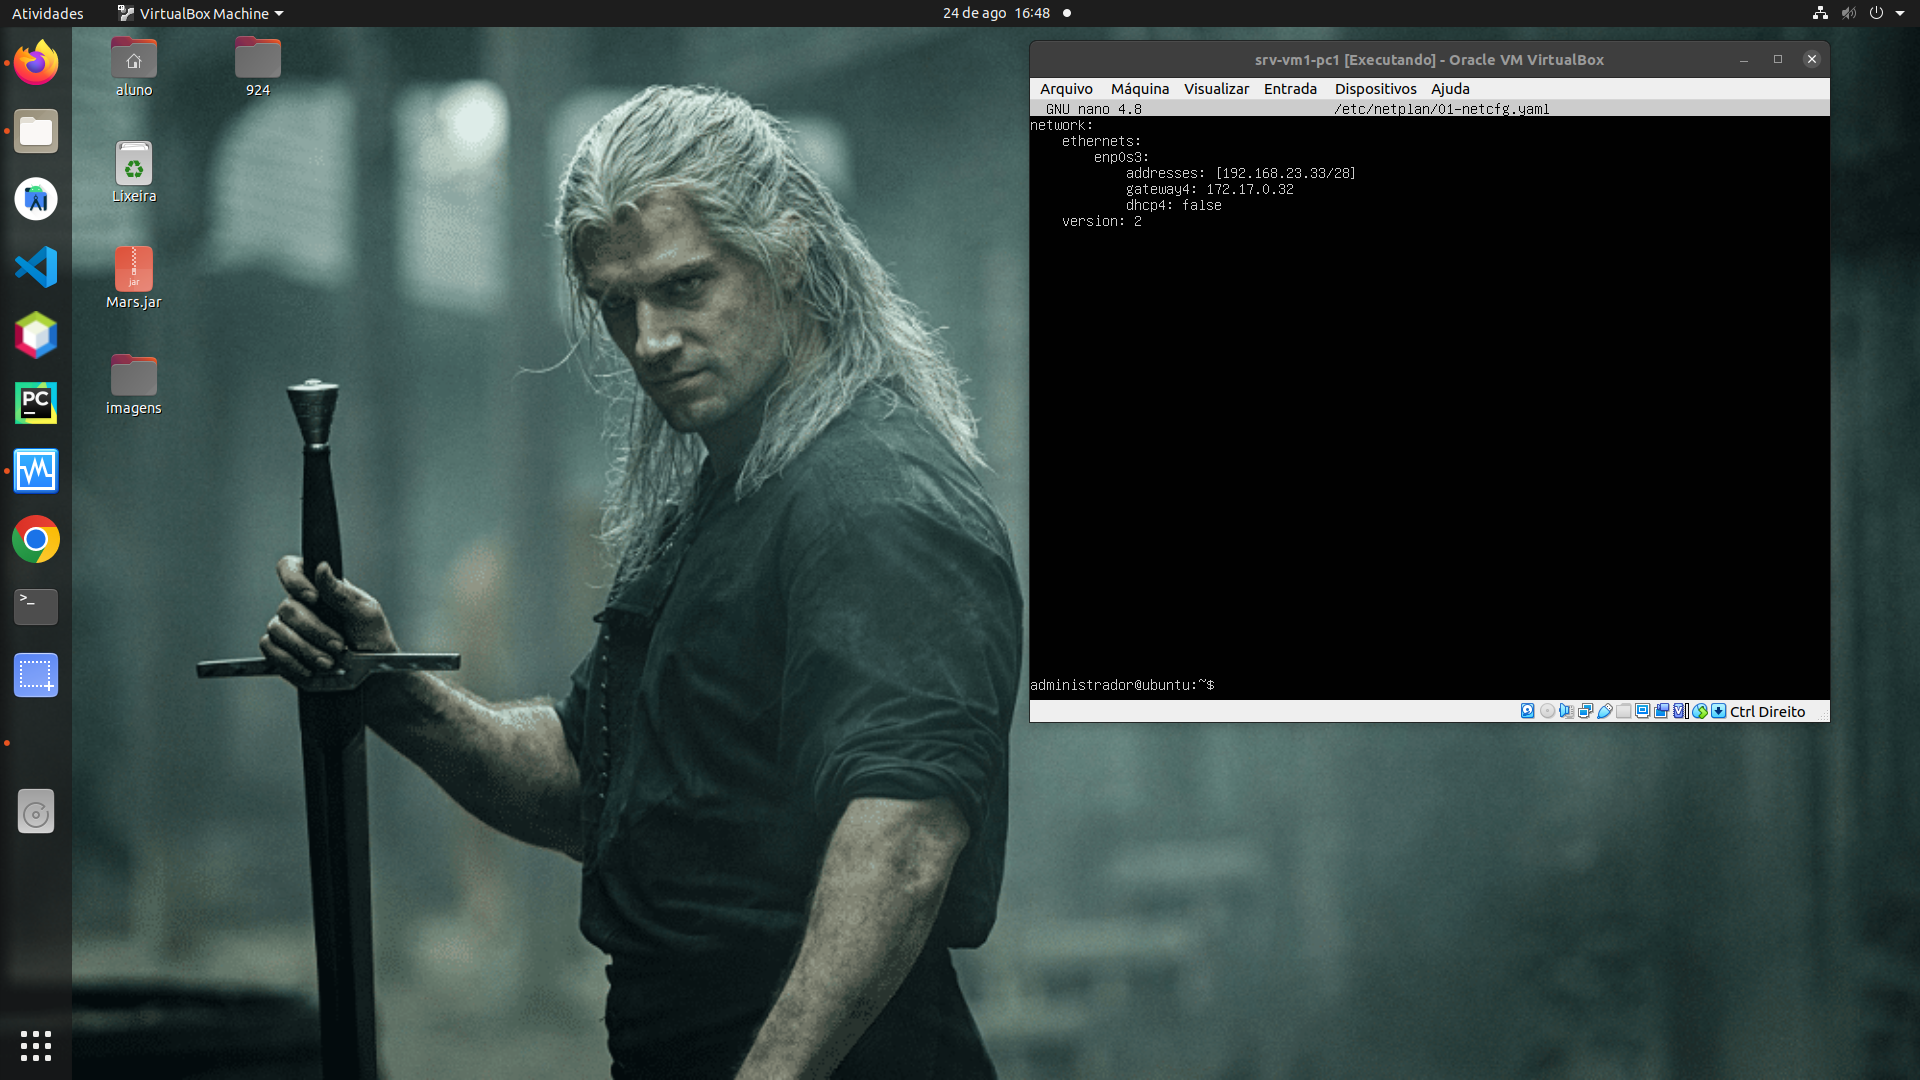 Atividades
VirtualBox Machine
24 de ago 16:48
aluno
924
Lixeira
jar
Mars.jar
imagens
PC
>_
srv-vm1-pc1 [Executando] - Oracle VM VirtualBox
Arquivo Máquina Visualizar Entrada Dispositivos Ajuda
GNU nano 4.8 /etc/netplan/01-netcfg.yaml
network:
    ethernets:
        enp0s3:
            addresses: [192.168.23.33/28]
            gateway4: 172.17.0.32
            dhcp4: false
    version: 2
administrador@ubuntu:~$
Ctrl Direito